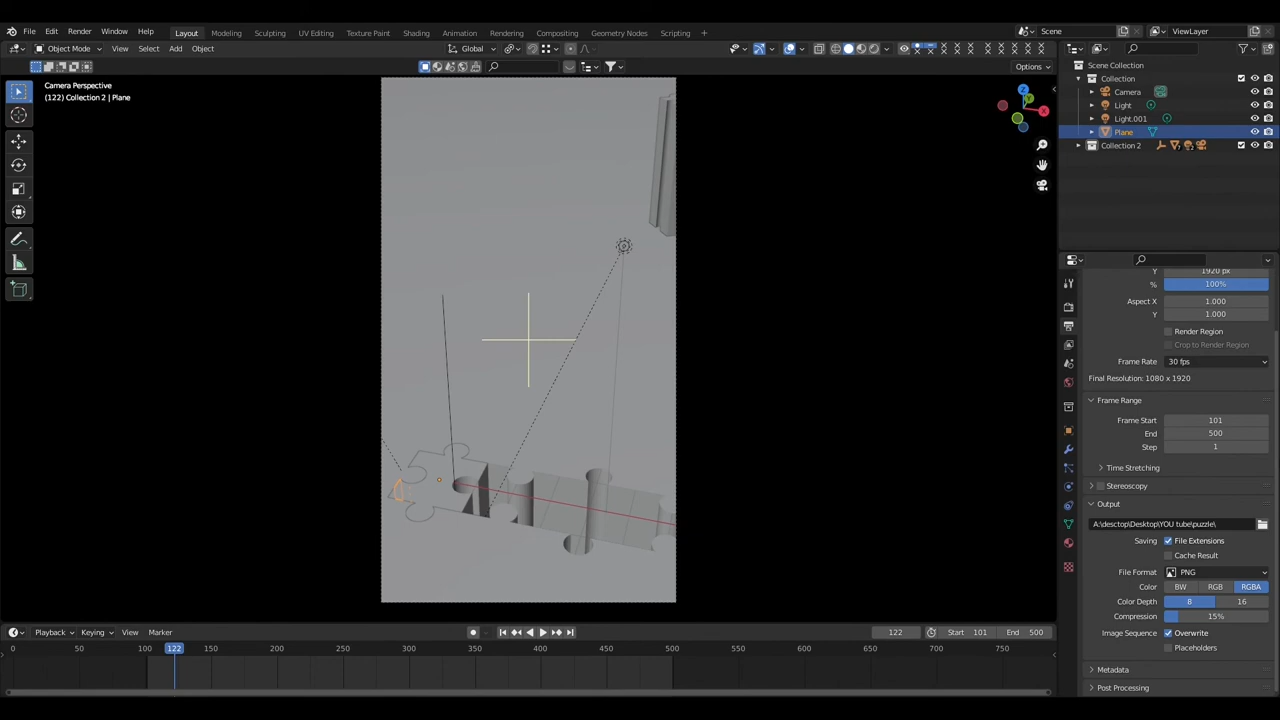 File Edit Render Window Help Layout Modeling Sculpting UV Editing Texture Paint Shading Animation Rendering Compositing Geometry Nodes Scripting + Scene ViewLayer
Object Mode View Select Add Object Global
Options
Camera Perspective
(122) Collection 2 | Plane
Z
Y
X
Scene Collection
Collection
Camera
Light
Light.001
Plane
Collection 2
Y 1920 px
% 100%
Aspect X 1.000
Y 1.000
Render Region
Crop to Render Region
Frame Rate 30 fps
Final Resolution: 1080 x 1920
Frame Range
Frame Start 101
End 500
Step 1
Time Stretching
Stereoscopy
Output
A:\desctop\Desktop\YOU tube\puzzle\
Saving File Extensions
Cache Result
File Format PNG
Color BW RGB RGBA
Color Depth 8 16
Compression 15%
Image Sequence Overwrite
Placeholders
Metadata
Post Processing
Playback Keying View Marker 122 Start 101 End 500
0 50 100 122 200 250 300 350 400 450 500 550 600 650 700 750